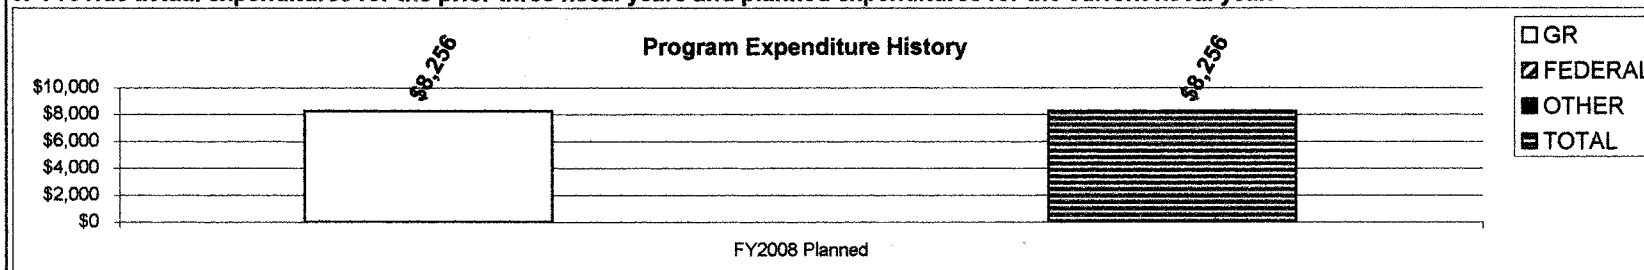 Program Expenditure History
$8,256
$8,256
$10,000
$8,000
$6,000
$4,000
$2,000
$0
FY2008 Planned
GR
FEDERAL
OTHER
TOTAL